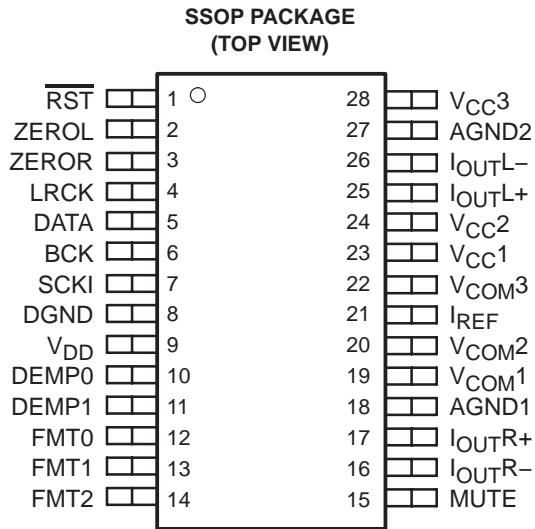 SSOP PACKAGE
(TOP VIEW)
RST 1 28 VCC3
ZEROL 2 27 AGND2
ZEROR 3 26 IOUTL–
LRCK 4 25 IOUTL+
DATA 5 24 VCC2
BCK 6 23 VCC1
SCKI 7 22 VCOM3
DGND 8 21 IREF
VDD 9 20 VCOM2
DEMP0 10 19 VCOM1
DEMP1 11 18 AGND1
FMT0 12 17 IOUTR+
FMT1 13 16 IOUTR–
FMT2 14 15 MUTE